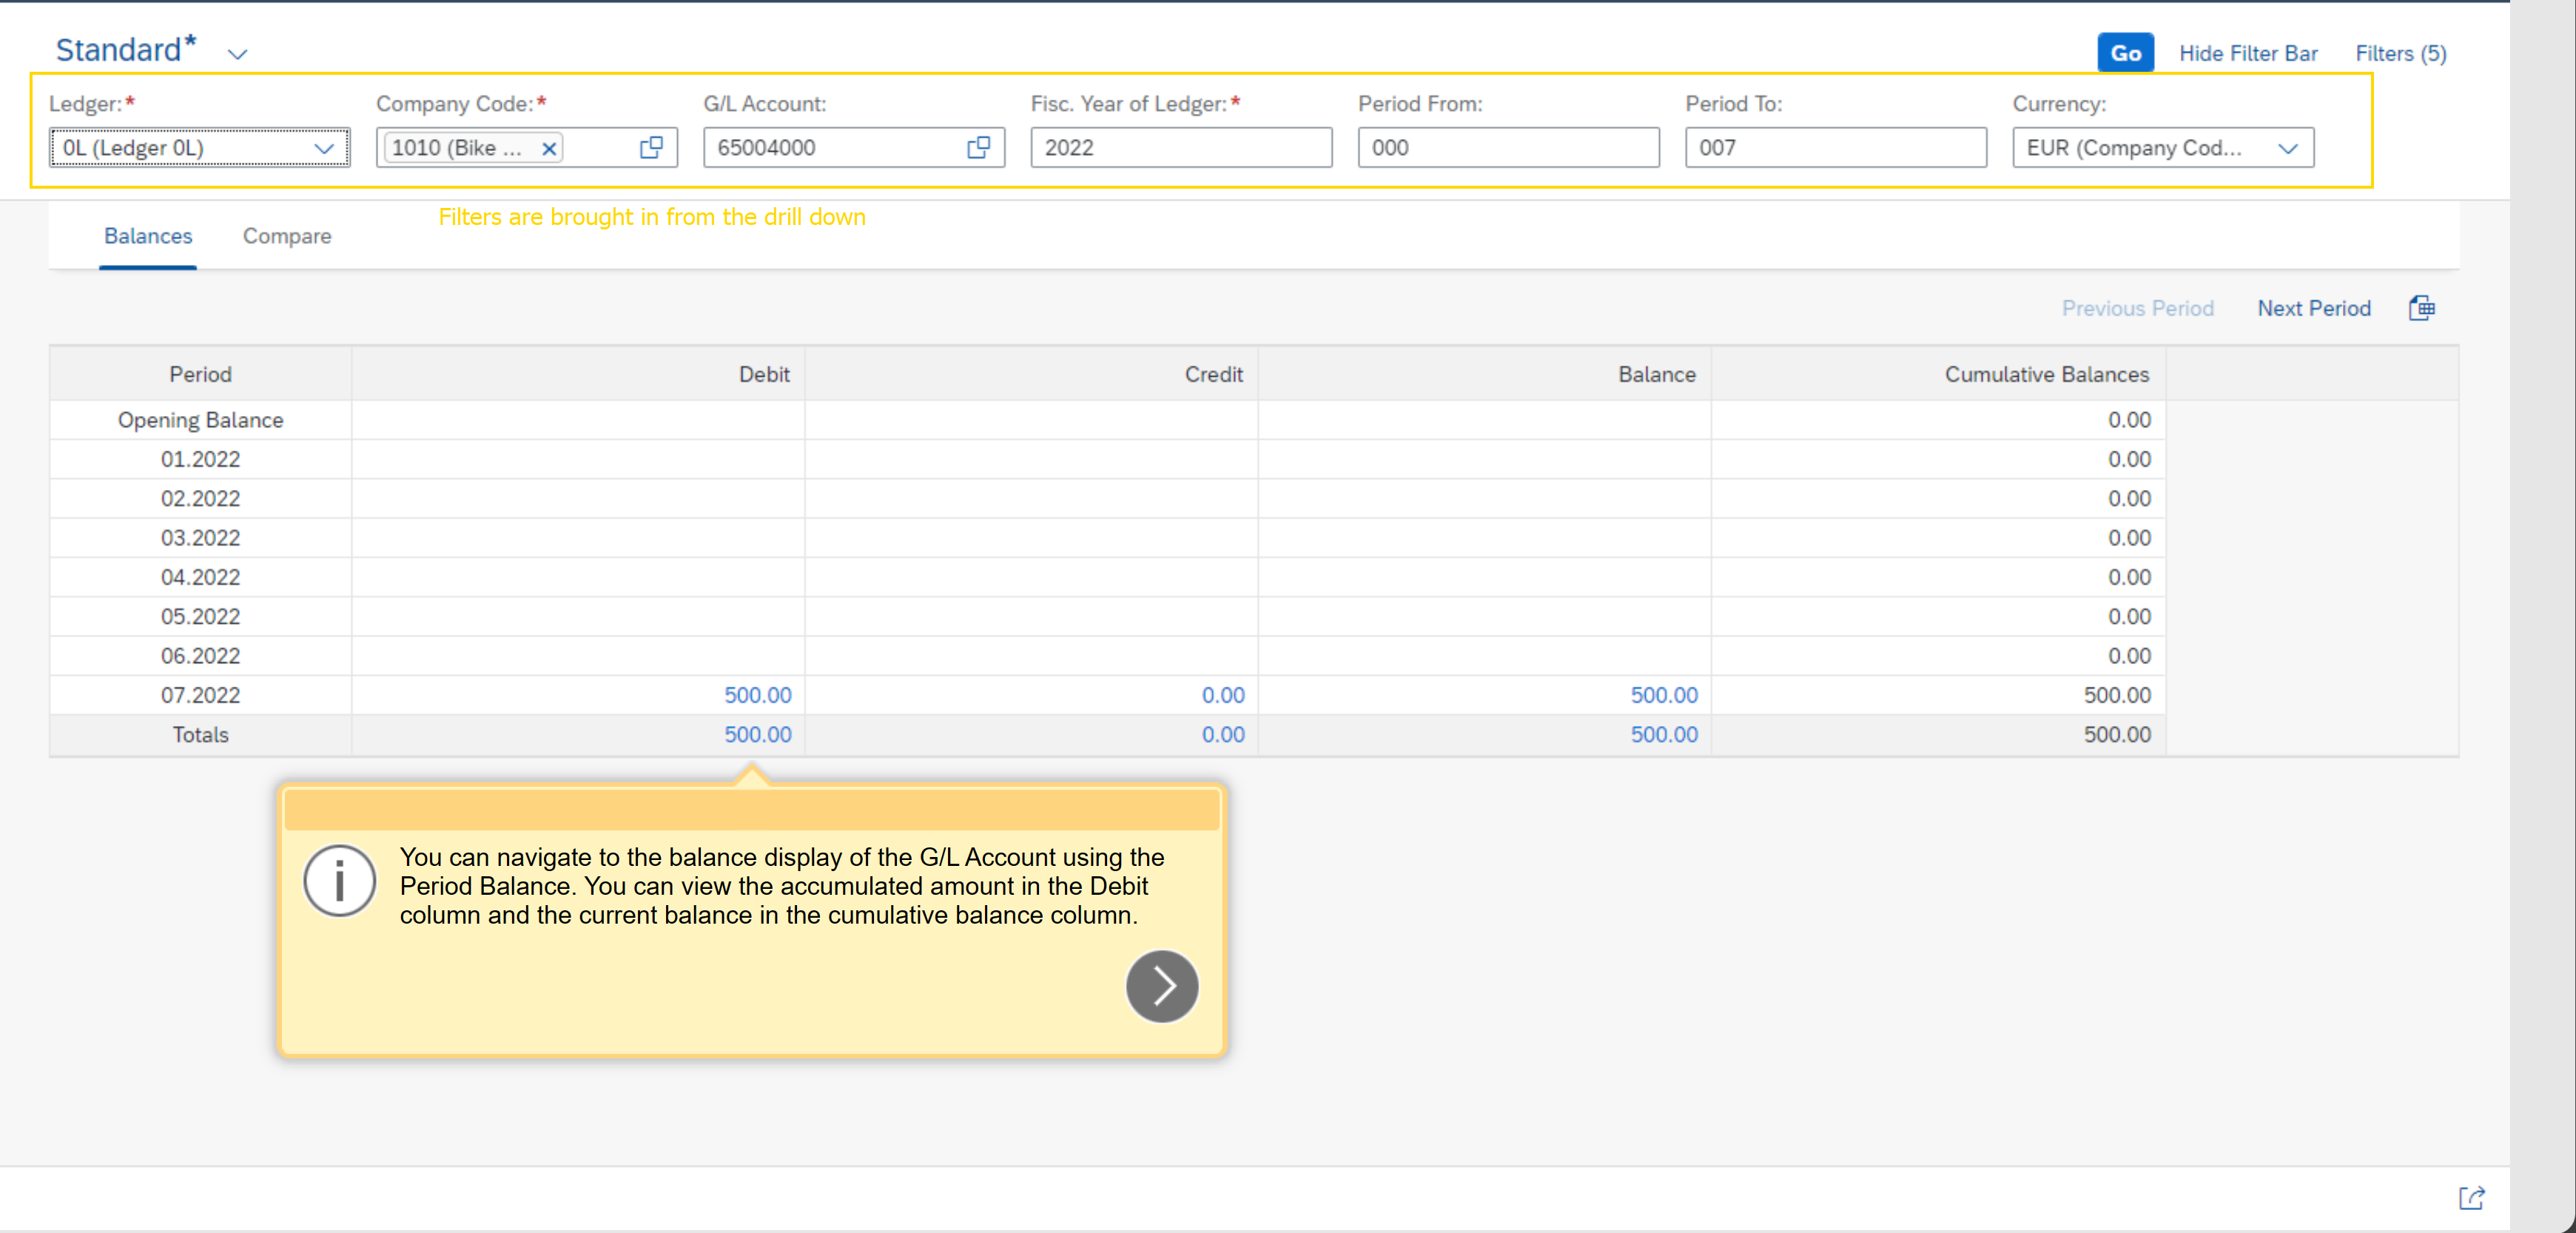 Standard*
Go Hide Filter Bar Filters (5)
Ledger:* Company Code:* G/L Account: Fisc. Year of Ledger:* Period From: Period To: Currency:
0L (Ledger 0L) 1010 (Bike ... 65004000 2022 000 007 EUR (Company Cod...
Filters are brought in from the drill down
Balances Compare
Previous Period Next Period
Period Debit Credit Balance Cumulative Balances
Opening Balance 0.00
01.2022 0.00
02.2022 0.00
03.2022 0.00
04.2022 0.00
05.2022 0.00
06.2022 0.00
07.2022 500.00 0.00 500.00 500.00
Totals 500.00 0.00 500.00 500.00
You can navigate to the balance display of the G/L Account using the
Period Balance. You can view the accumulated amount in the Debit
column and the current balance in the cumulative balance column.